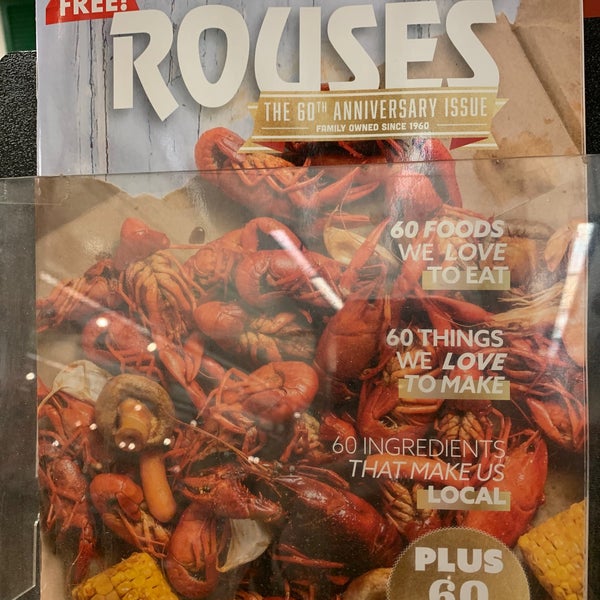 FREE!
ROUSES
THE 60TH ANNIVERSARY ISSUE
FAMILY OWNED SINCE 1960
60 FOODS
WE LOVE
TO EAT
60 THINGS
WE LOVE
TO MAKE
60 INGREDIENTS
THAT MAKE US
LOCAL
PLUS
60